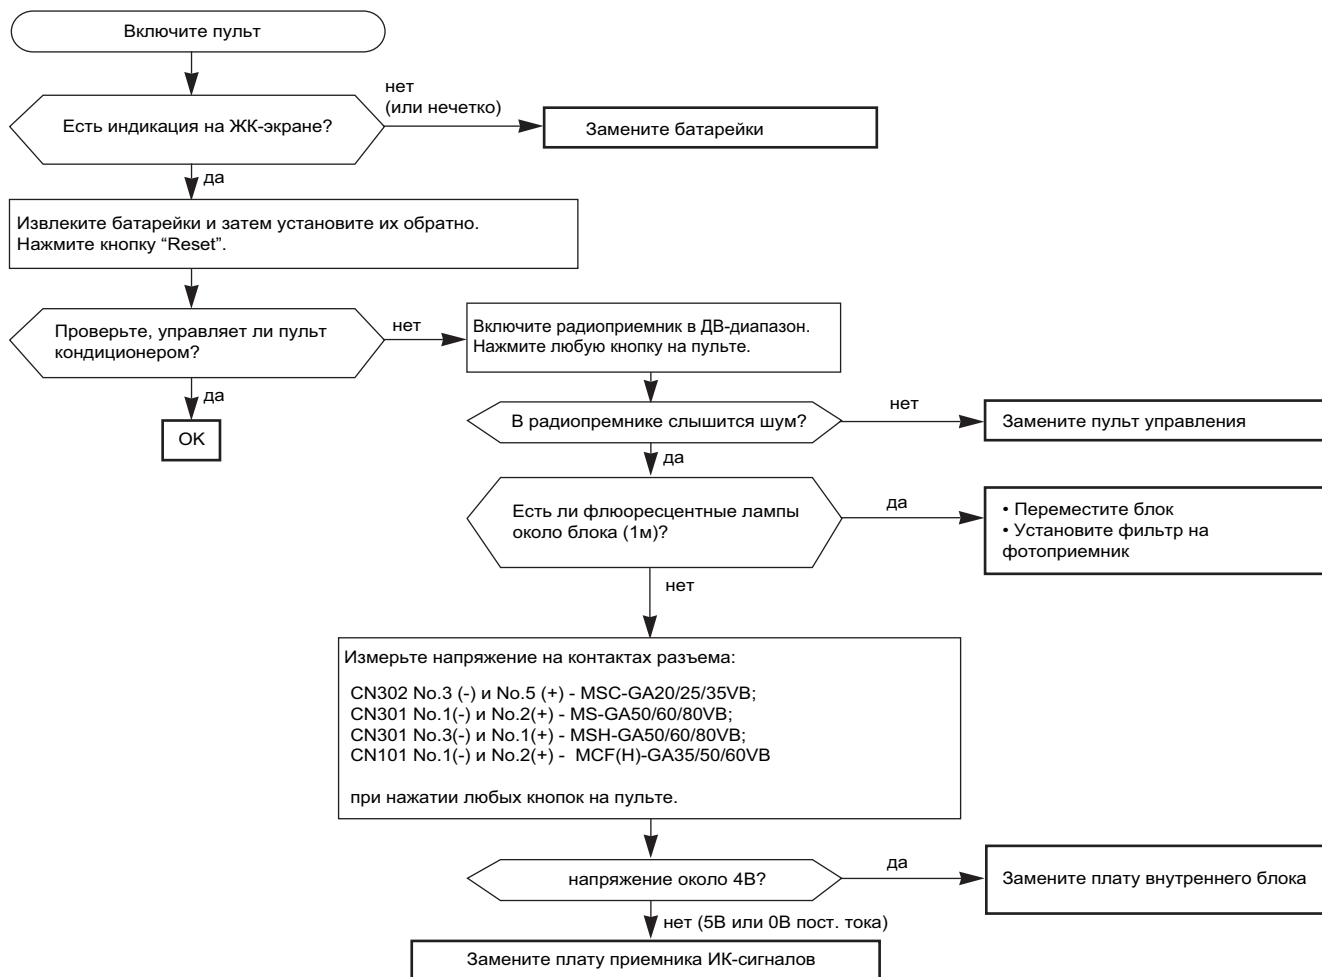 Включите пульт
нет
(или нечетко)
Есть индикация на ЖК-экране?
Замените батарейки
да
Извлеките батарейки и затем установите их обратно.
Нажмите кнопку “Reset”.
Проверьте, управляет ли пульт
кондиционером?
нет
Включите радиоприемник в ДВ-диапазон.
Нажмите любую кнопку на пульте.
да
OK
В радиопремнике слышится шум?
нет
Замените пульт управления
да
Есть ли флюоресцентные лампы
около блока (1м)?
да
• Переместите блок
• Установите фильтр на
фотоприемник
нет
Измерьте напряжение на контактах разъема:
CN302 No.3 (-) и No.5 (+) - MSC-GA20/25/35VB;
CN301 No.1(-) и No.2(+) - MS-GA50/60/80VB;
CN301 No.3(-) и No.1(+) - MSH-GA50/60/80VB;
CN101 No.1(-) и No.2(+) - MCF(H)-GA35/50/60VB
при нажатии любых кнопок на пульте.
напряжение около 4В?
да
Замените плату внутреннего блока
нет (5В или 0В пост. тока)
Замените плату приемника ИК-сигналов